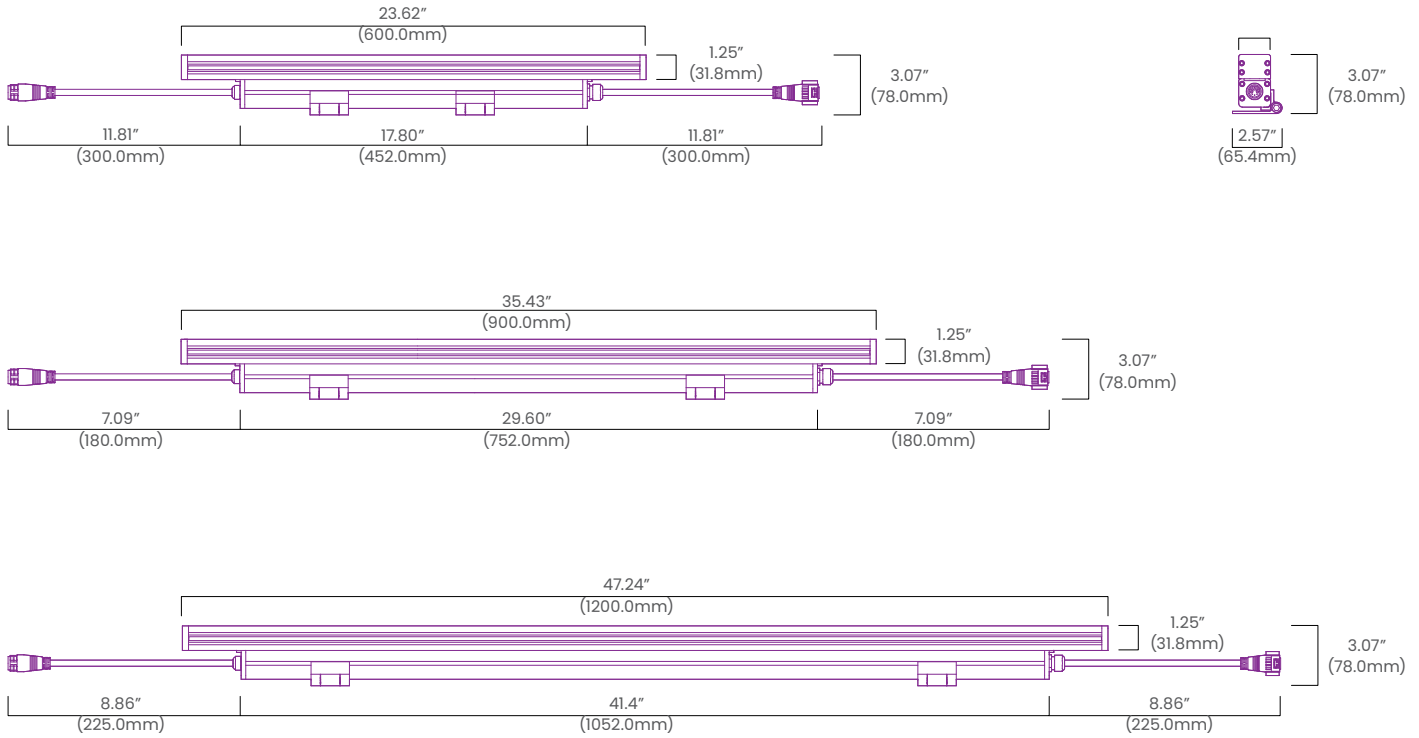 23.62”
(600.0mm)
1.25”
(31.8mm)
3.07”
(78.0mm)
3.07”
(78.0mm)
11.81”
(300.0mm)
17.80”
(452.0mm)
11.81”
(300.0mm)
2.57”
(65.4mm)
35.43”
(900.0mm)
1.25”
(31.8mm)
3.07”
(78.0mm)
7.09”
(180.0mm)
29.60”
(752.0mm)
7.09”
(180.0mm)
47.24”
(1200.0mm)
1.25”
(31.8mm)
3.07”
(78.0mm)
8.86”
(225.0mm)
41.4”
(1052.0mm)
8.86”
(225.0mm)